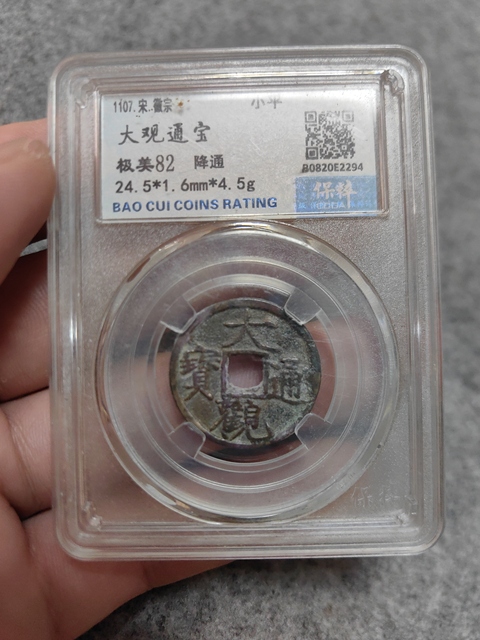 1107.宋.徽宗 小平
大观通宝
极美82 降通
24.5*1.6mm*4.5g
BAO CUI COINS RATING
B0820E2294
保粹
大
寶 通
觀